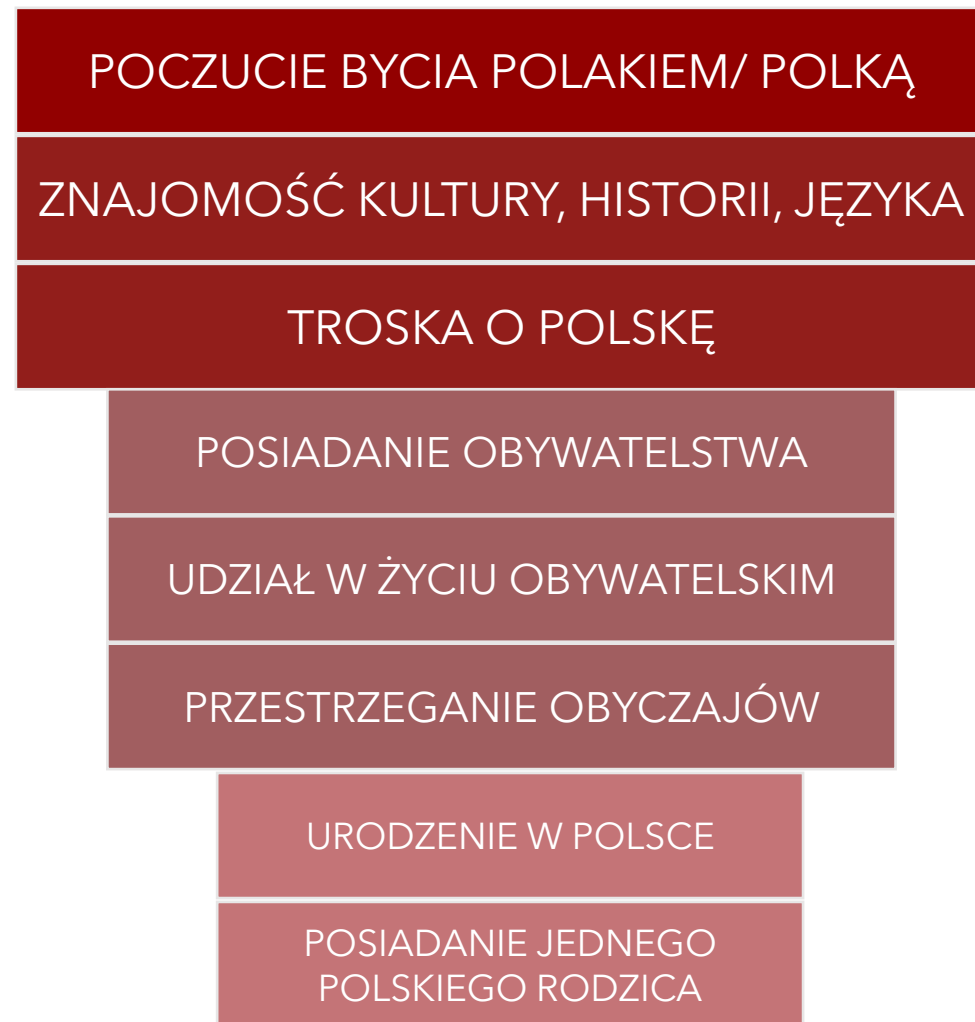 POCZUCIE BYCIA POLAKIEM/ POLKĄ
ZNAJOMOŚĆ KULTURY, HISTORII, JĘZYKA
TROSKA O POLSKĘ
POSIADANIE OBYWATELSTWA
UDZIAŁ W ŻYCIU OBYWATELSKIM
PRZESTRZEGANIE OBYCZAJÓW
URODZENIE W POLSCE
POSIADANIE JEDNEGO
POLSKIEGO RODZICA